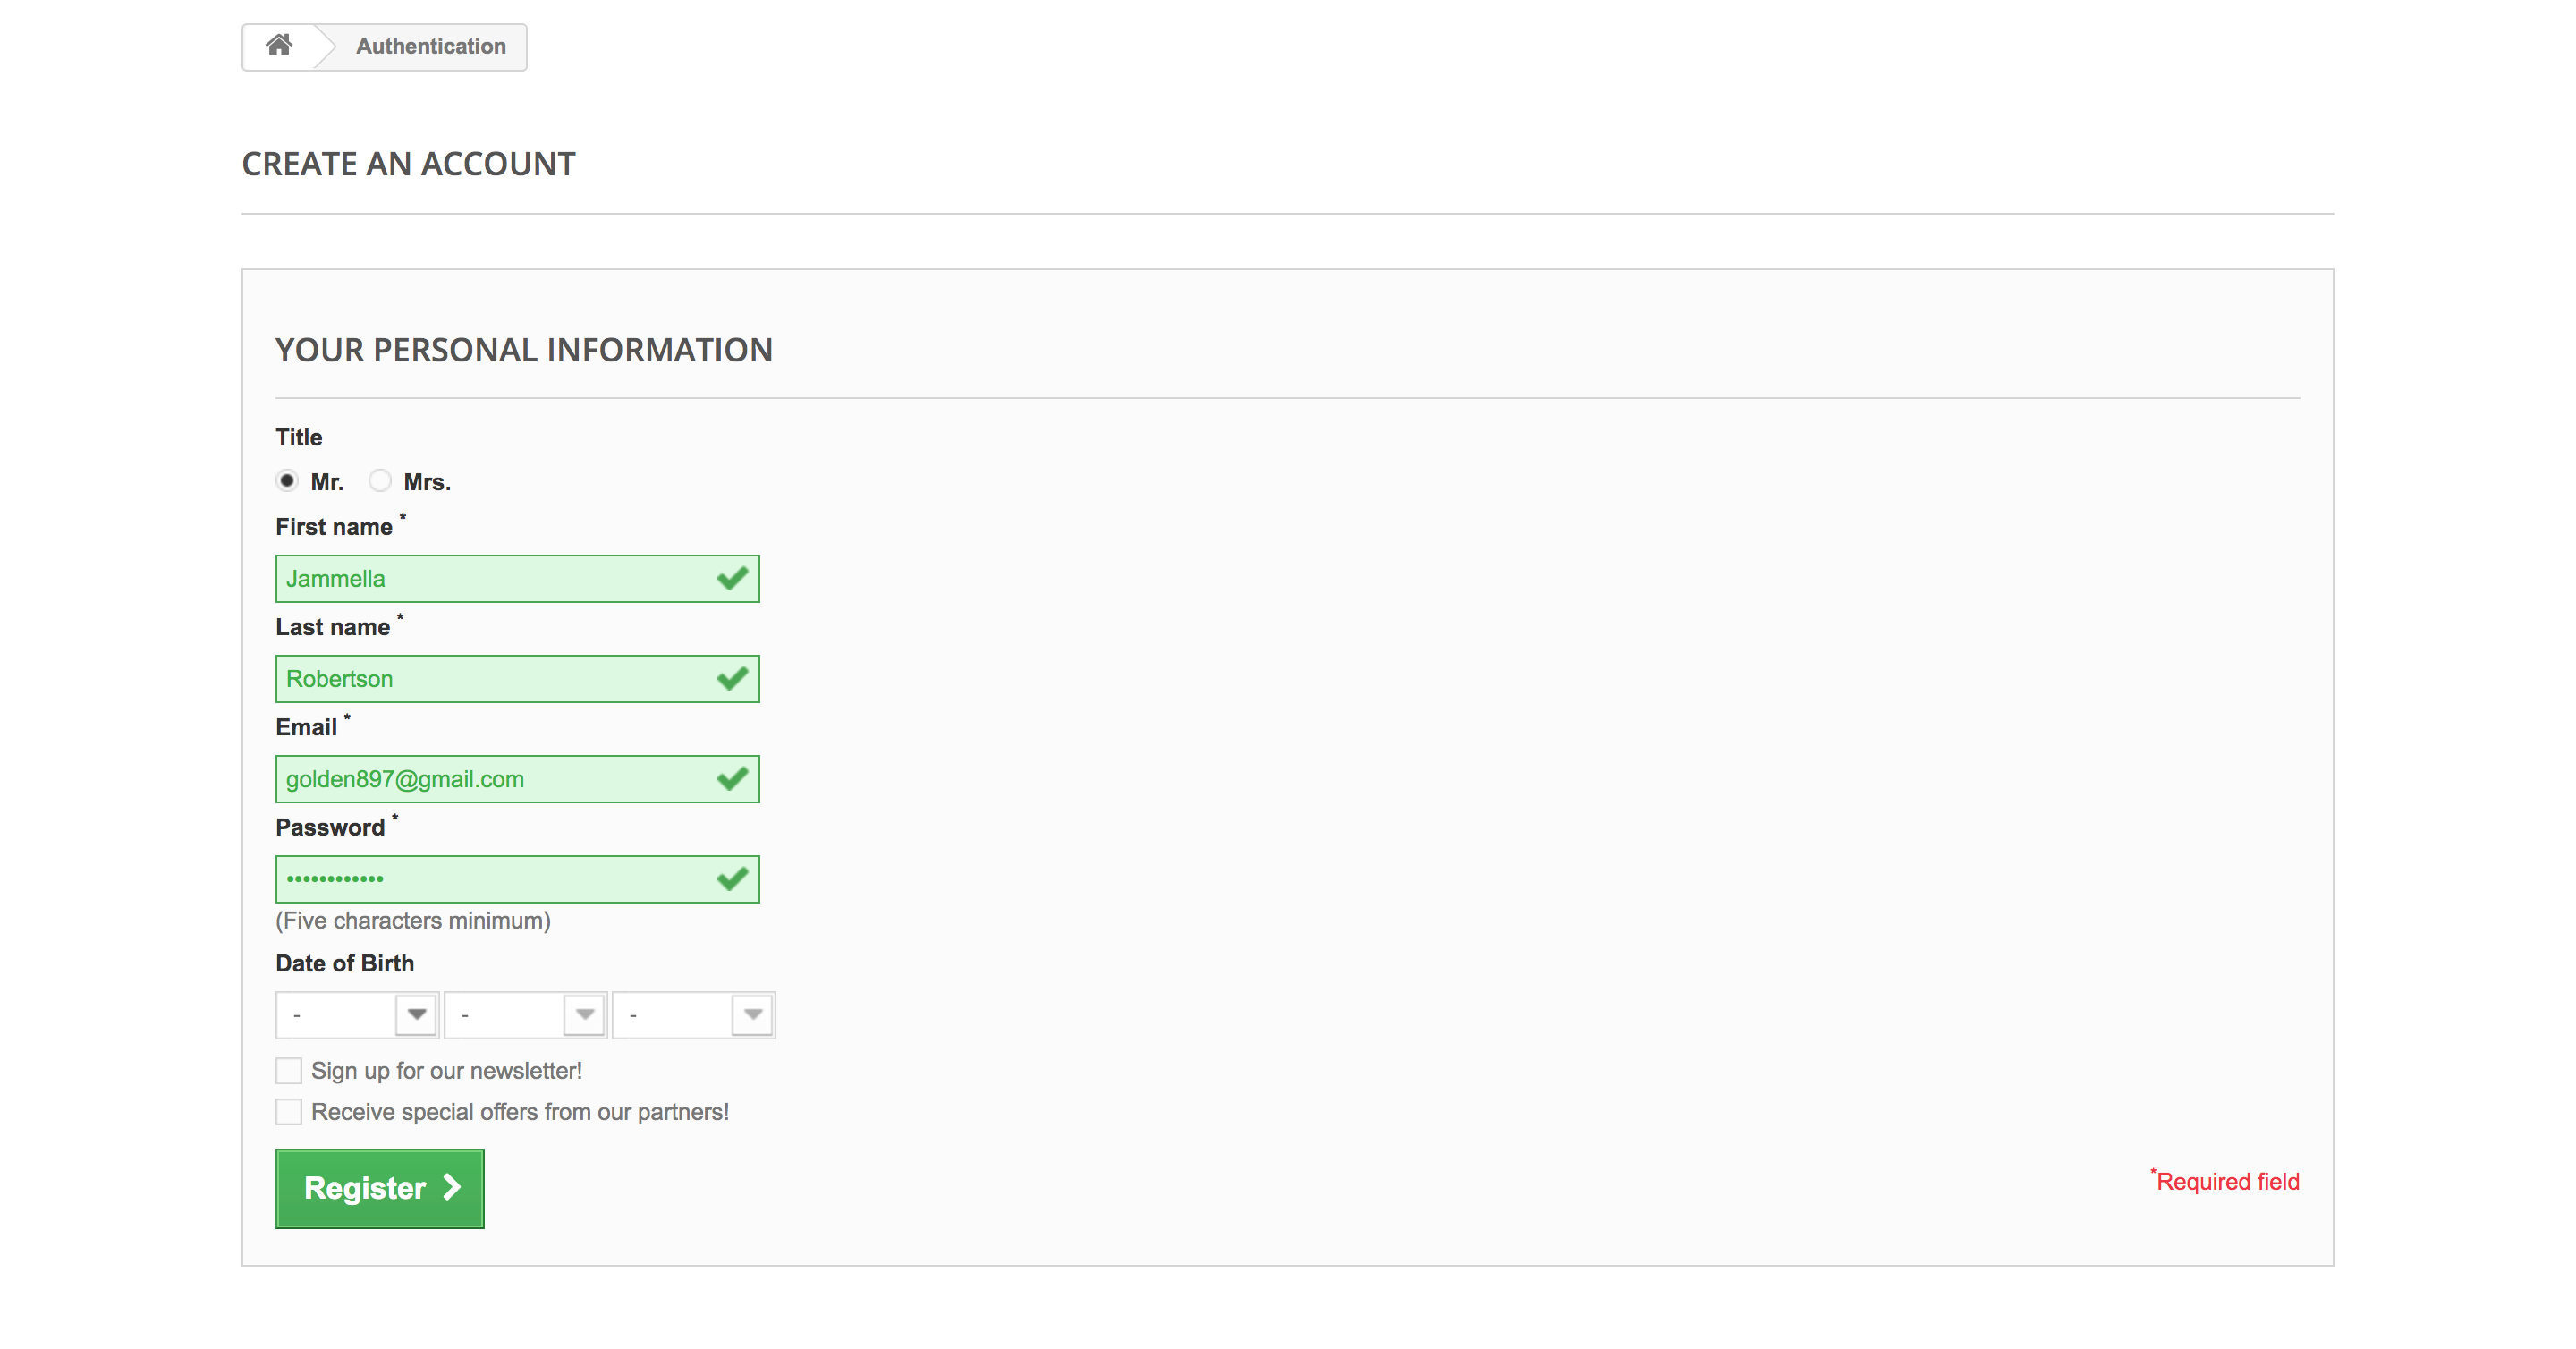 Authentication
CREATE AN ACCOUNT
YOUR PERSONAL INFORMATION
Title
Mr. Mrs.
First name *
Jammella
Last name *
Robertson
Email *
golden897@gmail.com
Password *
••••••••••••
(Five characters minimum)
Date of Birth
- - -
Sign up for our newsletter!
Receive special offers from our partners!
Register
*Required field